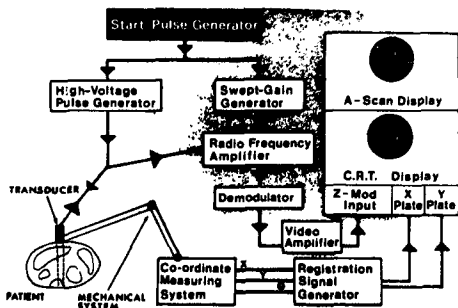 Start Pulse Generator
High-Voltage
Pulse Generator
Swept-Gain
Generator
A-Scan Display
Radio Frequency
Amplifier
C.R.T. Display
TRANSDUCER
Demodulator
Z-Mod
Input
X
Plate
Y
Plate
Video
Amplifier
PATIENT
MECHANICAL
SYSTEM
Co-ordinate
Measuring
System
X
Y
Registration
Signal
Generator